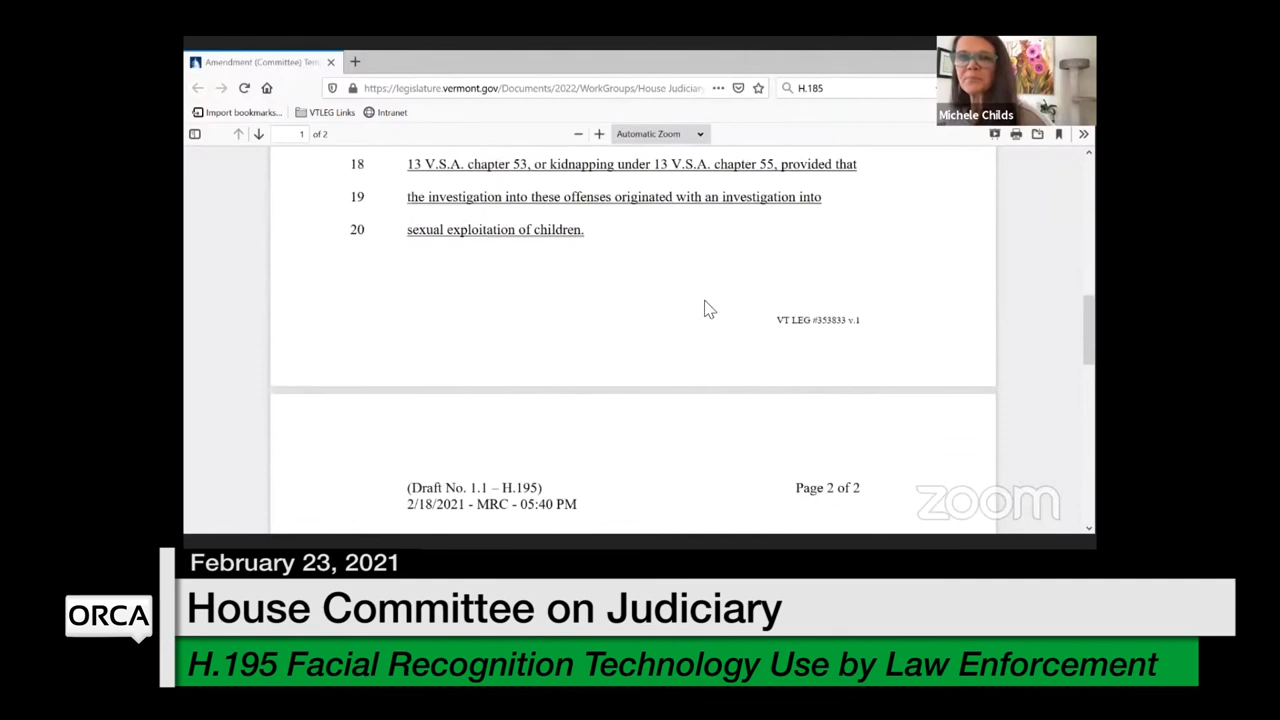 Amendment (Committee) Tem
https://legislature.vermont.gov/Documents/2022/WorkGroups/House Judiciar
H.185
Import bookmarks...
VTLEG Links
Intranet
Michele Childs
1 of 2
Automatic Zoom
18 13 V.S.A. chapter 53, or kidnapping under 13 V.S.A. chapter 55, provided that
19 the investigation into these offenses originated with an investigation into
20 sexual exploitation of children.
VT LEG #353833 v.1
(Draft No. 1.1 – H.195) Page 2 of 2
2/18/2021 - MRC - 05:40 PM
zoom
February 23, 2021
ORCA
House Committee on Judiciary
H.195 Facial Recognition Technology Use by Law Enforcement